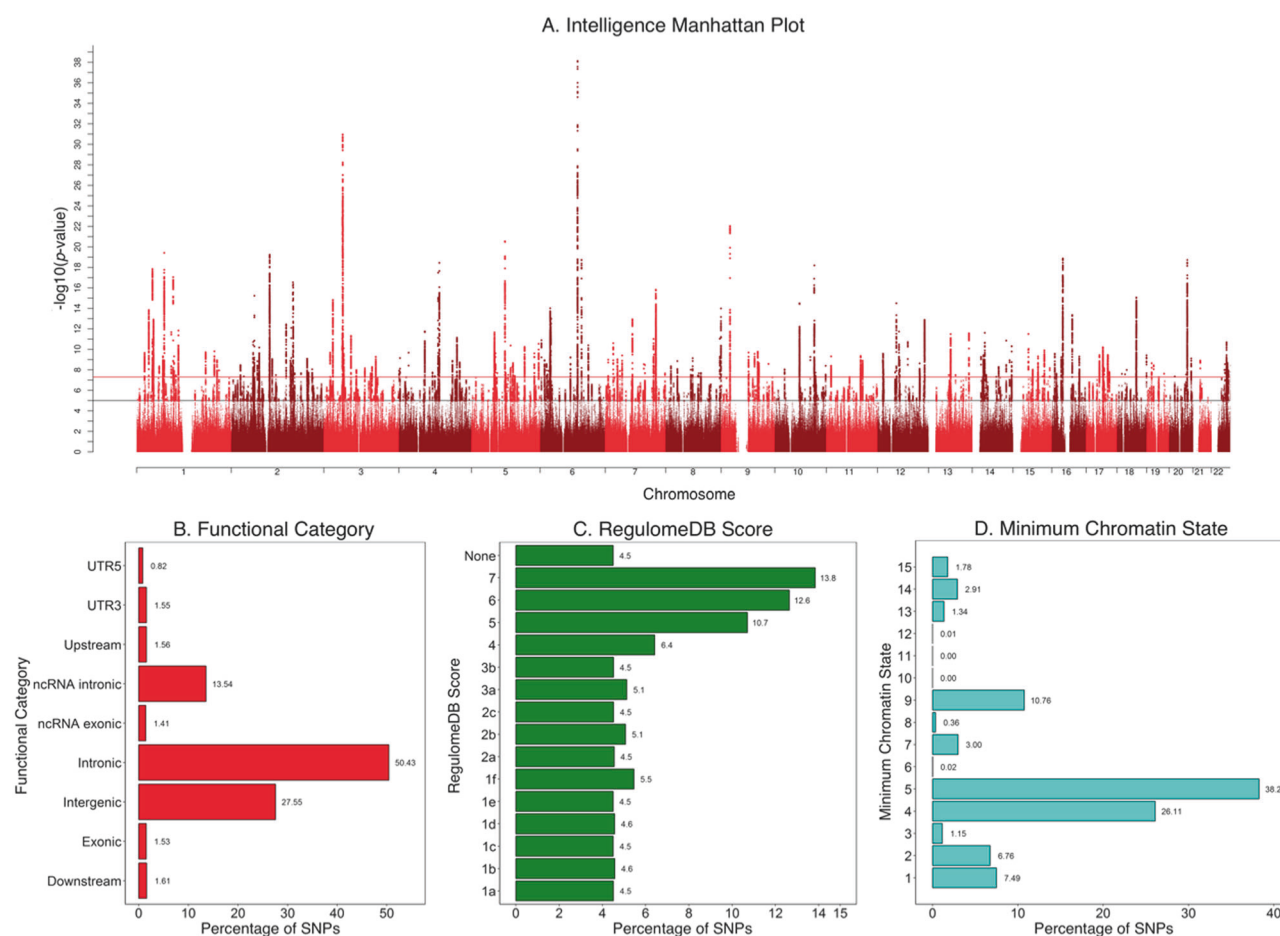 A. Intelligence Manhattan Plot
-log10(p-value)
38
34
30
26
22
18
14
12
10
8
6
4
2
0
1 2 3 4 5 6 7 8 9 10 11 12 13 14 15 16 17 18 19 20 21 22
Chromosome
B. Functional Category
Functional Category
UTR5 0.82
UTR3 1.55
Upstream 1.56
ncRNA intronic 13.54
ncRNA exonic 1.41
Intronic 50.43
Intergenic 27.55
Exonic 1.53
Downstream 1.61
0 10 20 30 40 50
Percentage of SNPs
C. RegulomeDB Score
RegulomeDB Score
None 4.5
7 13.8
6 12.6
5 10.7
4 6.4
3b 4.5
3a 5.1
2c 4.5
2b 5.1
2a 4.5
1f 5.5
1e 4.5
1d 4.6
1c 4.5
1b 4.6
1a 4.5
0 2 4 6 8 10 12 14 15
Percentage of SNPs
D. Minimum Chromatin State
Minimum Chromatin State
15 1.78
14 2.91
13 1.34
12 0.01
11 0.00
10 0.00
9 10.76
8 0.36
7 3.00
6 0.02
5 38.2
4 26.11
3 1.15
2 6.76
1 7.49
0 10 20 30 40
Percentage of SNPs